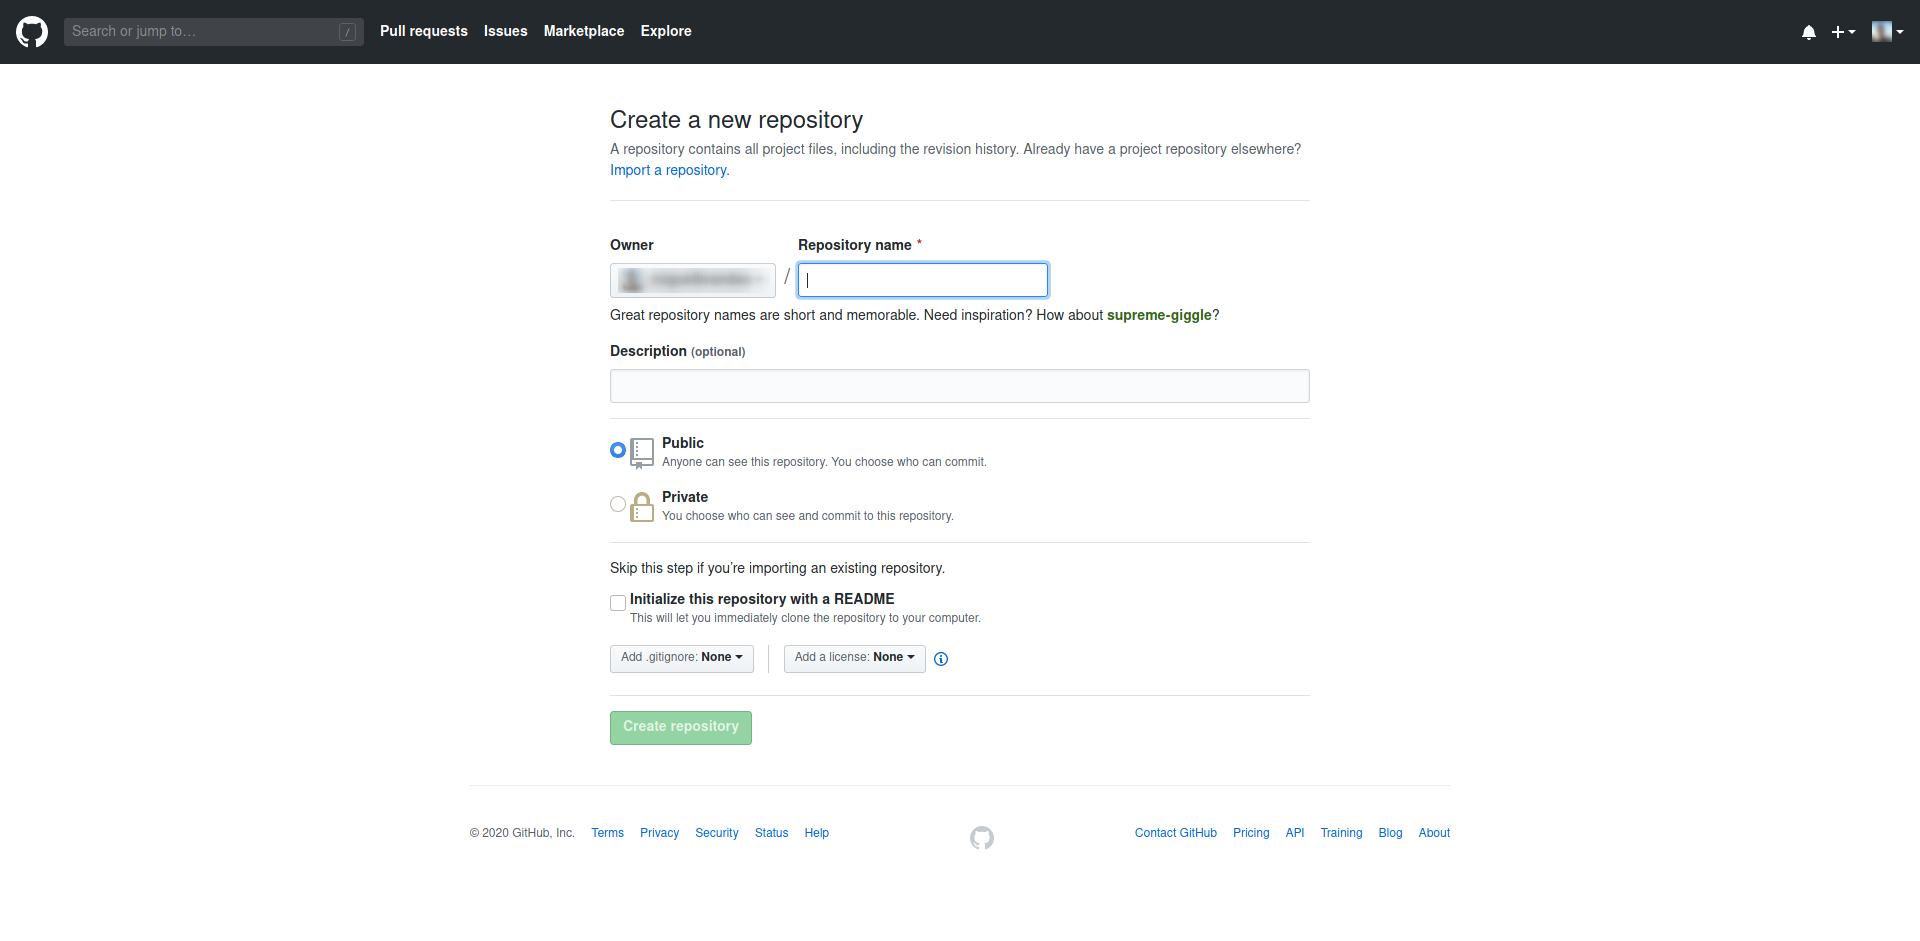 Search or jump to… /
Pull requests Issues Marketplace Explore
Create a new repository
A repository contains all project files, including the revision history. Already have a project repository elsewhere?
Import a repository.
Owner Repository name *
/
Great repository names are short and memorable. Need inspiration? How about supreme-giggle?
Description (optional)
Public
Anyone can see this repository. You choose who can commit.
Private
You choose who can see and commit to this repository.
Skip this step if you’re importing an existing repository.
Initialize this repository with a README
This will let you immediately clone the repository to your computer.
Add .gitignore: None Add a license: None
Create repository
© 2020 GitHub, Inc. Terms Privacy Security Status Help Contact GitHub Pricing API Training Blog About